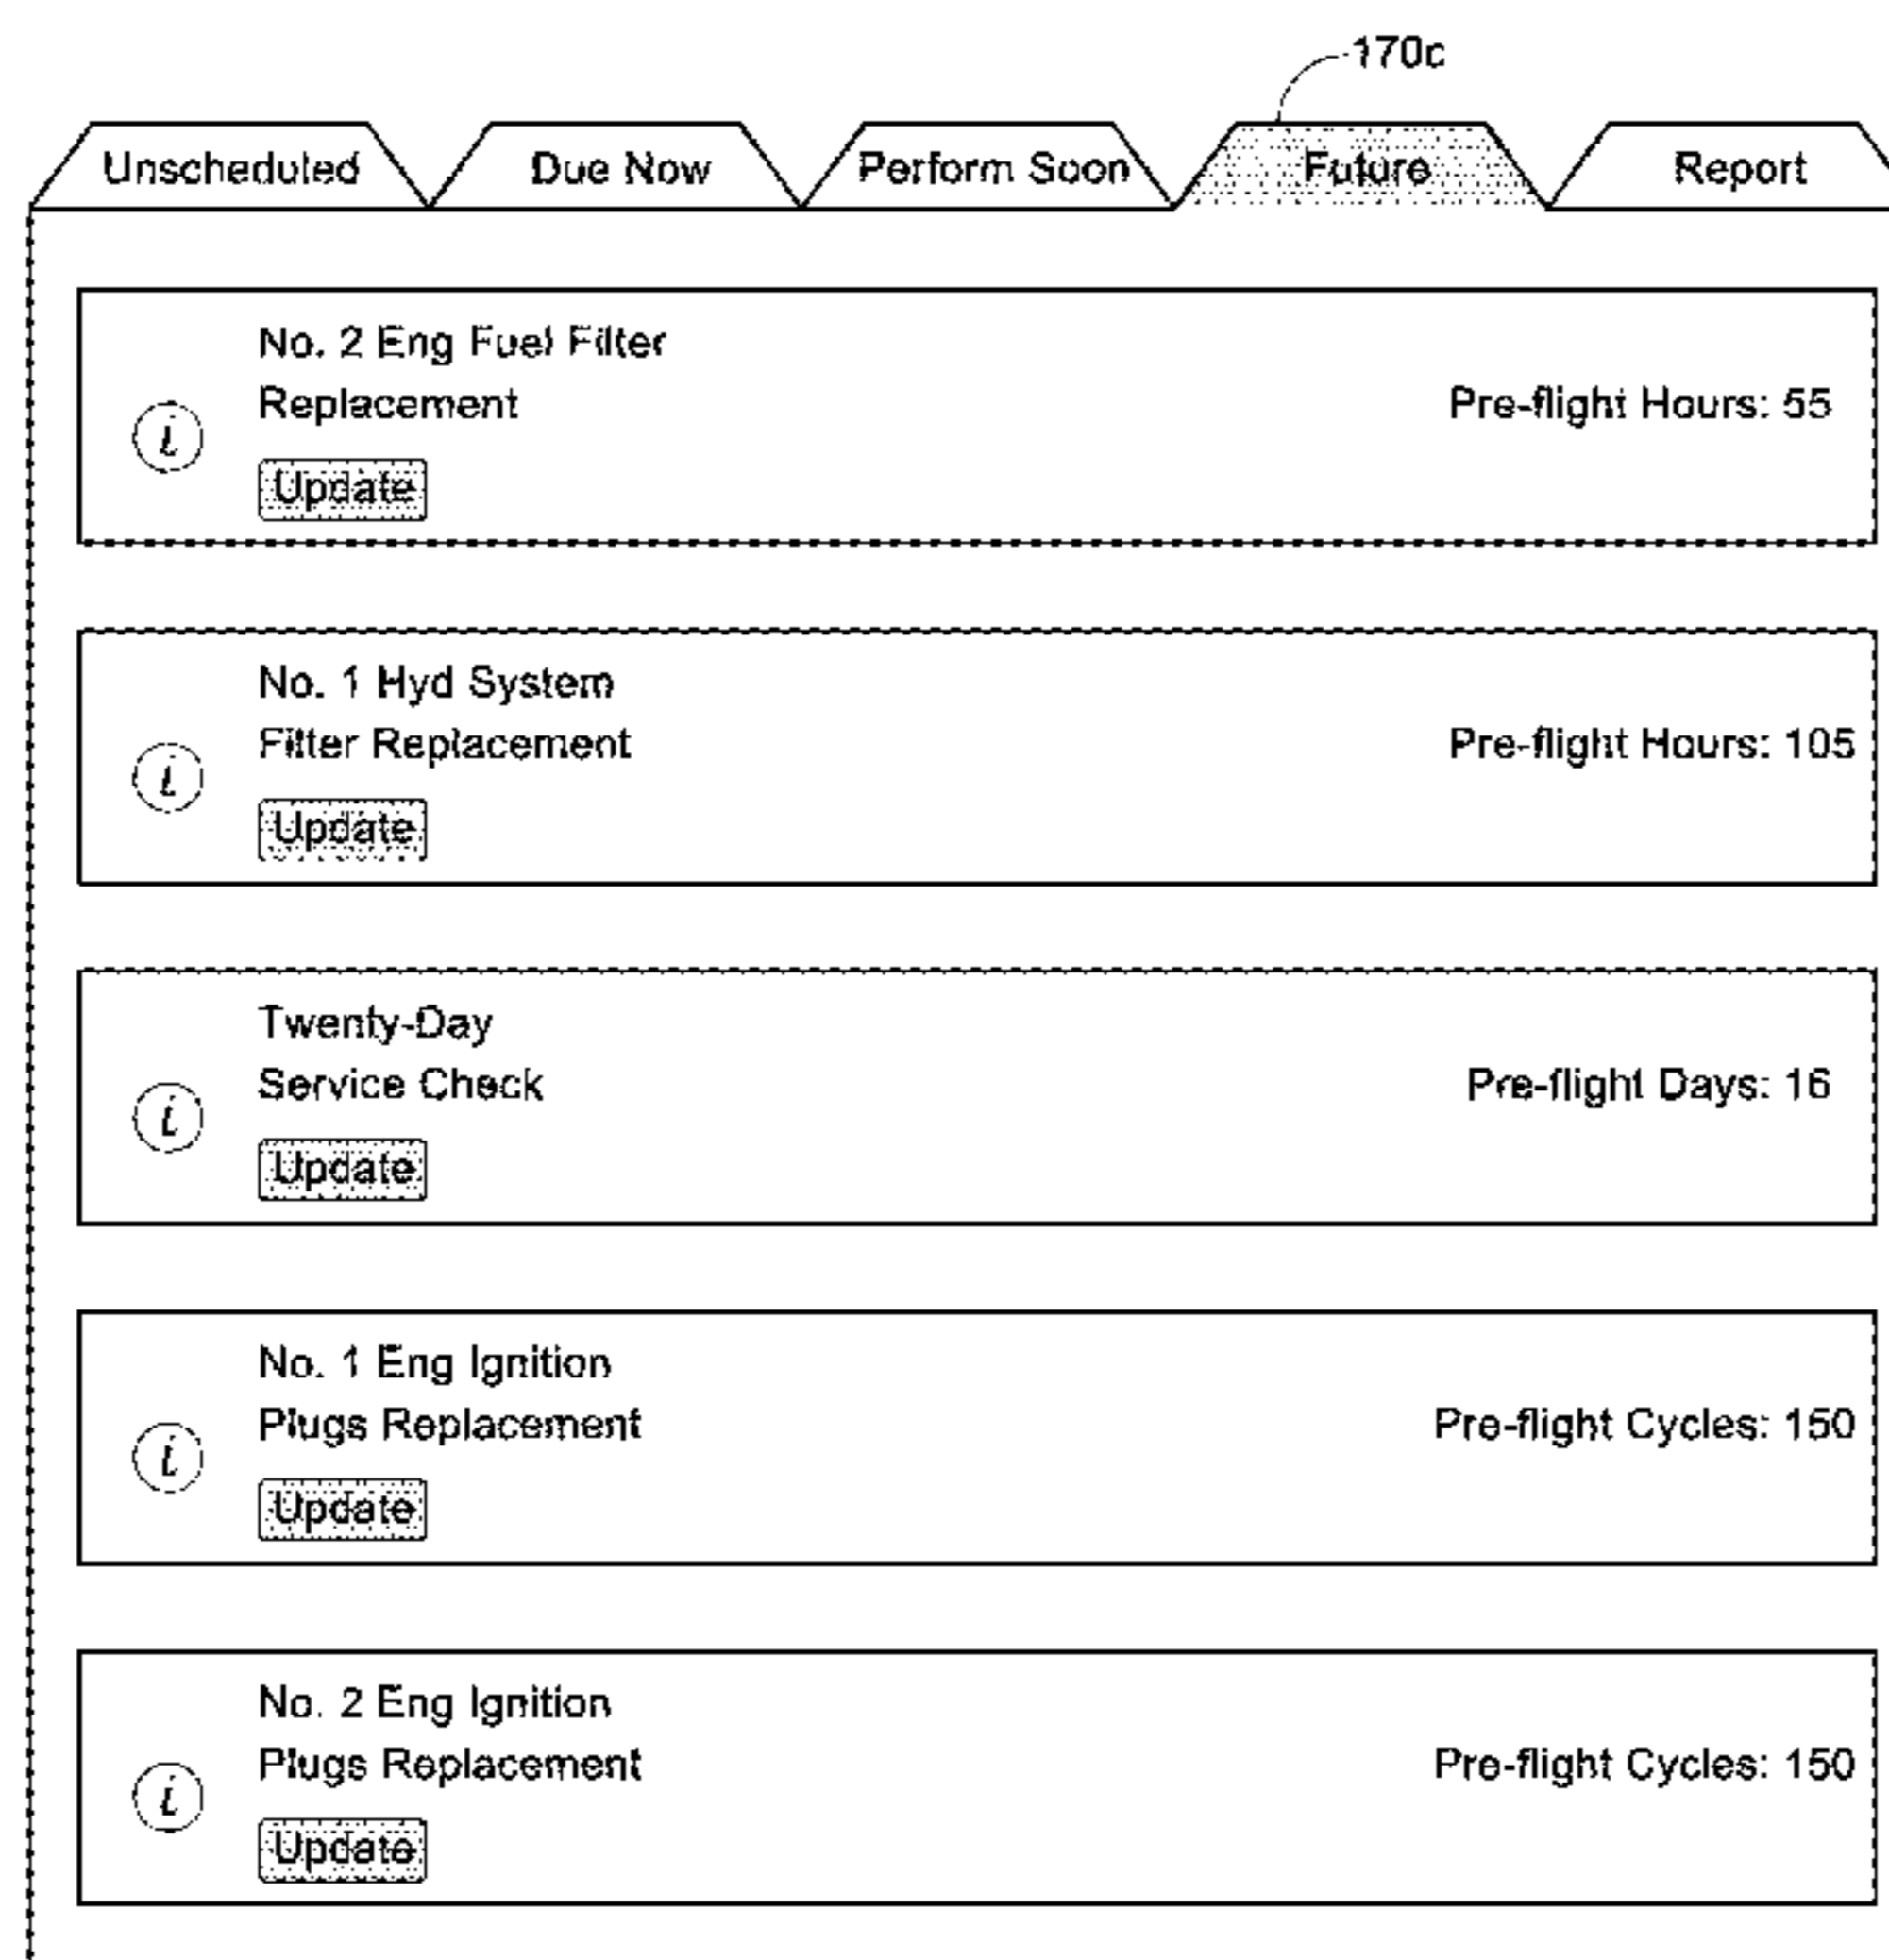 170c
Unscheduled Due Now Perform Soon Future Report
No. 2 Eng Fuel Filter
Replacement Pre-flight Hours: 55
i
Update
No. 1 Hyd System
Filter Replacement Pre-flight Hours: 105
i
Update
Twenty-Day
Service Check Pre-flight Days: 16
i
Update
No. 1 Eng Ignition
Plugs Replacement Pre-flight Cycles: 150
i
Update
No. 2 Eng Ignition
Plugs Replacement Pre-flight Cycles: 150
i
Update